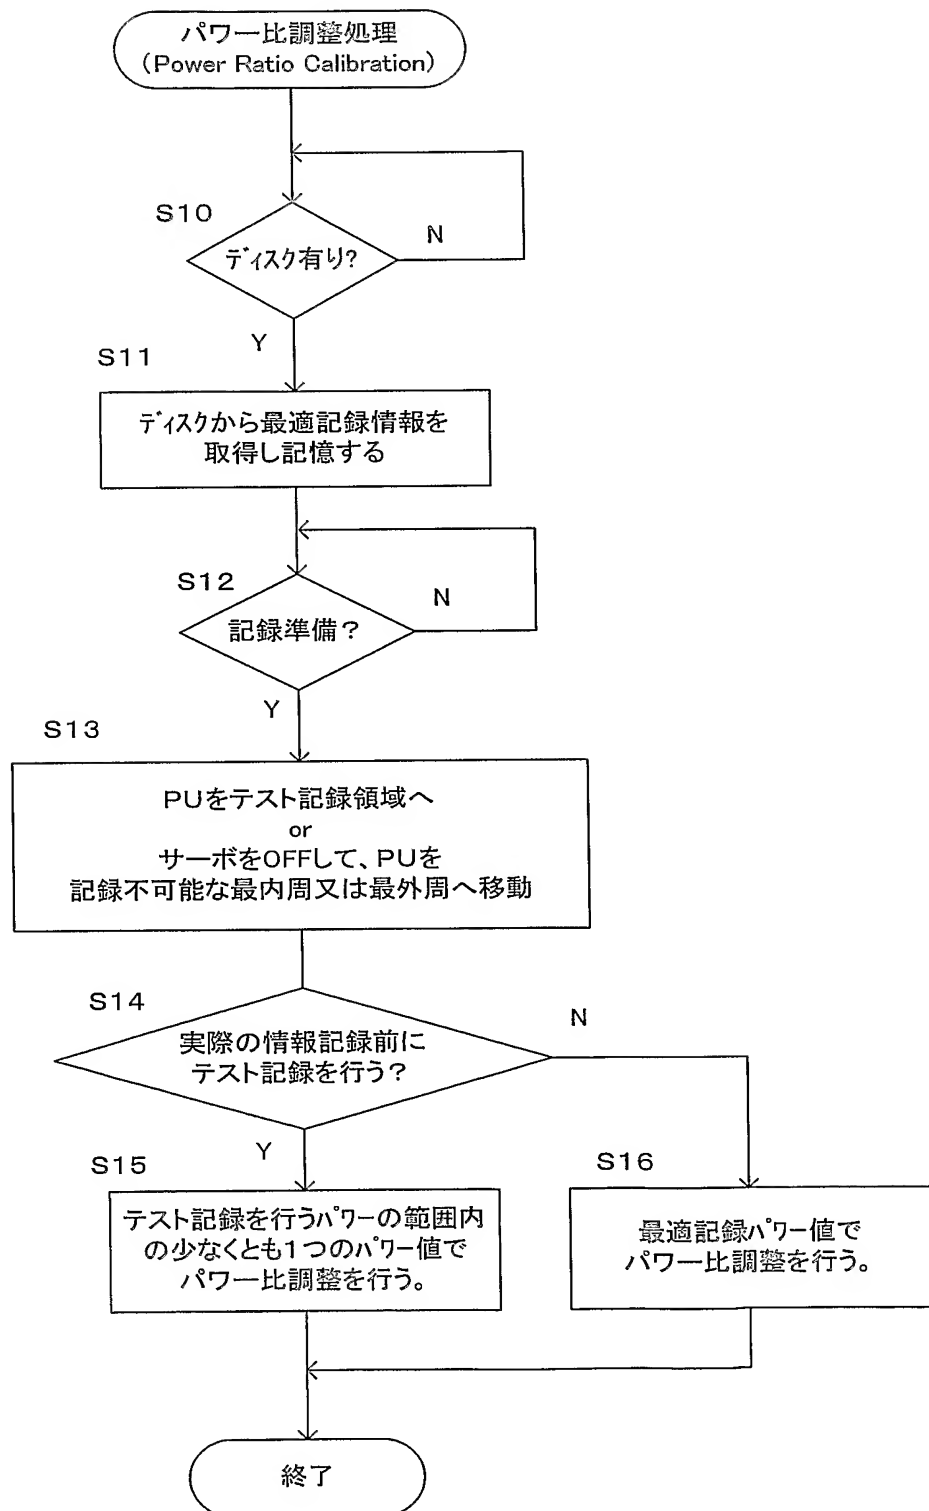 パワー比調整処理
(Power Ratio Calibration)
S10
ディスク有り?
N
Y
S11
ディスクから最適記録情報を
取得し記憶する
S12
記録準備?
N
Y
S13
PUをテスト記録領域へ
or
サーボをOFFして、PUを
記録不可能な最内周又は最外周へ移動
S14
実際の情報記録前に
テスト記録を行う?
N
Y
S15
テスト記録を行うパワーの範囲内
の少なくとも1つのパワー値で
パワー比調整を行う。
S16
最適記録パワー値で
パワー比調整を行う。
終了